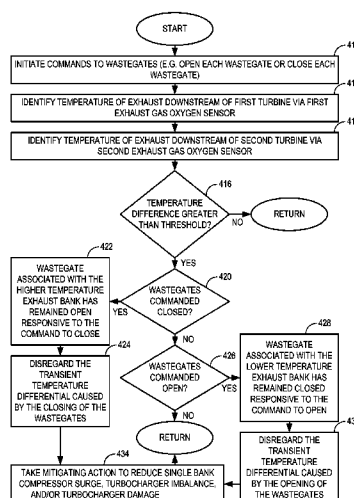 START
41
INITIATE COMMANDS TO WASTEGATES (E.G. OPEN EACH WASTEGATE OR CLOSE EACH
WASTEGATE)
41
IDENTIFY TEMPERATURE OF EXHAUST DOWNSTREAM OF FIRST TURBINE VIA FIRST
EXHAUST GAS OXYGEN SENSOR
41
IDENTIFY TEMPERATURE OF EXHAUST DOWNSTREAM OF SECOND TURBINE VIA
SECOND EXHAUST GAS OXYGEN SENSOR
416
TEMPERATURE
DIFFERENCE GREATER
THAN THRESHOLD?
NO
RETURN
YES
422
WASTEGATE
ASSOCIATED WITH THE
HIGHER TEMPERATURE
EXHAUST BANK HAS
REMAINED OPEN
RESPONSIVE TO THE
COMMAND TO CLOSE
420
WASTEGATES
COMMANDED
CLOSED?
YES
NO
424
DISREGARD THE
TRANSIENT
TEMPERATURE
DIFFERENTIAL CAUSED
BY THE CLOSING OF THE
WASTEGATES
426
WASTEGATES
COMMANDED
OPEN?
YES
NO
428
WASTEGATE
ASSOCIATED WITH THE
LOWER TEMPERATURE
EXHAUST BANK HAS
REMAINED CLOSED
RESPONSIVE TO THE
COMMAND TO OPEN
RETURN
43
DISREGARD THE
TRANSIENT
TEMPERATURE
DIFFERENTIAL CAUSED
BY THE OPENING OF
THE WASTEGATES
434
TAKE MITIGATING ACTION TO REDUCE SINGLE BANK
COMPRESSOR SURGE, TURBOCHARGER IMBALANCE,
AND/OR TURBOCHARGER DAMAGE